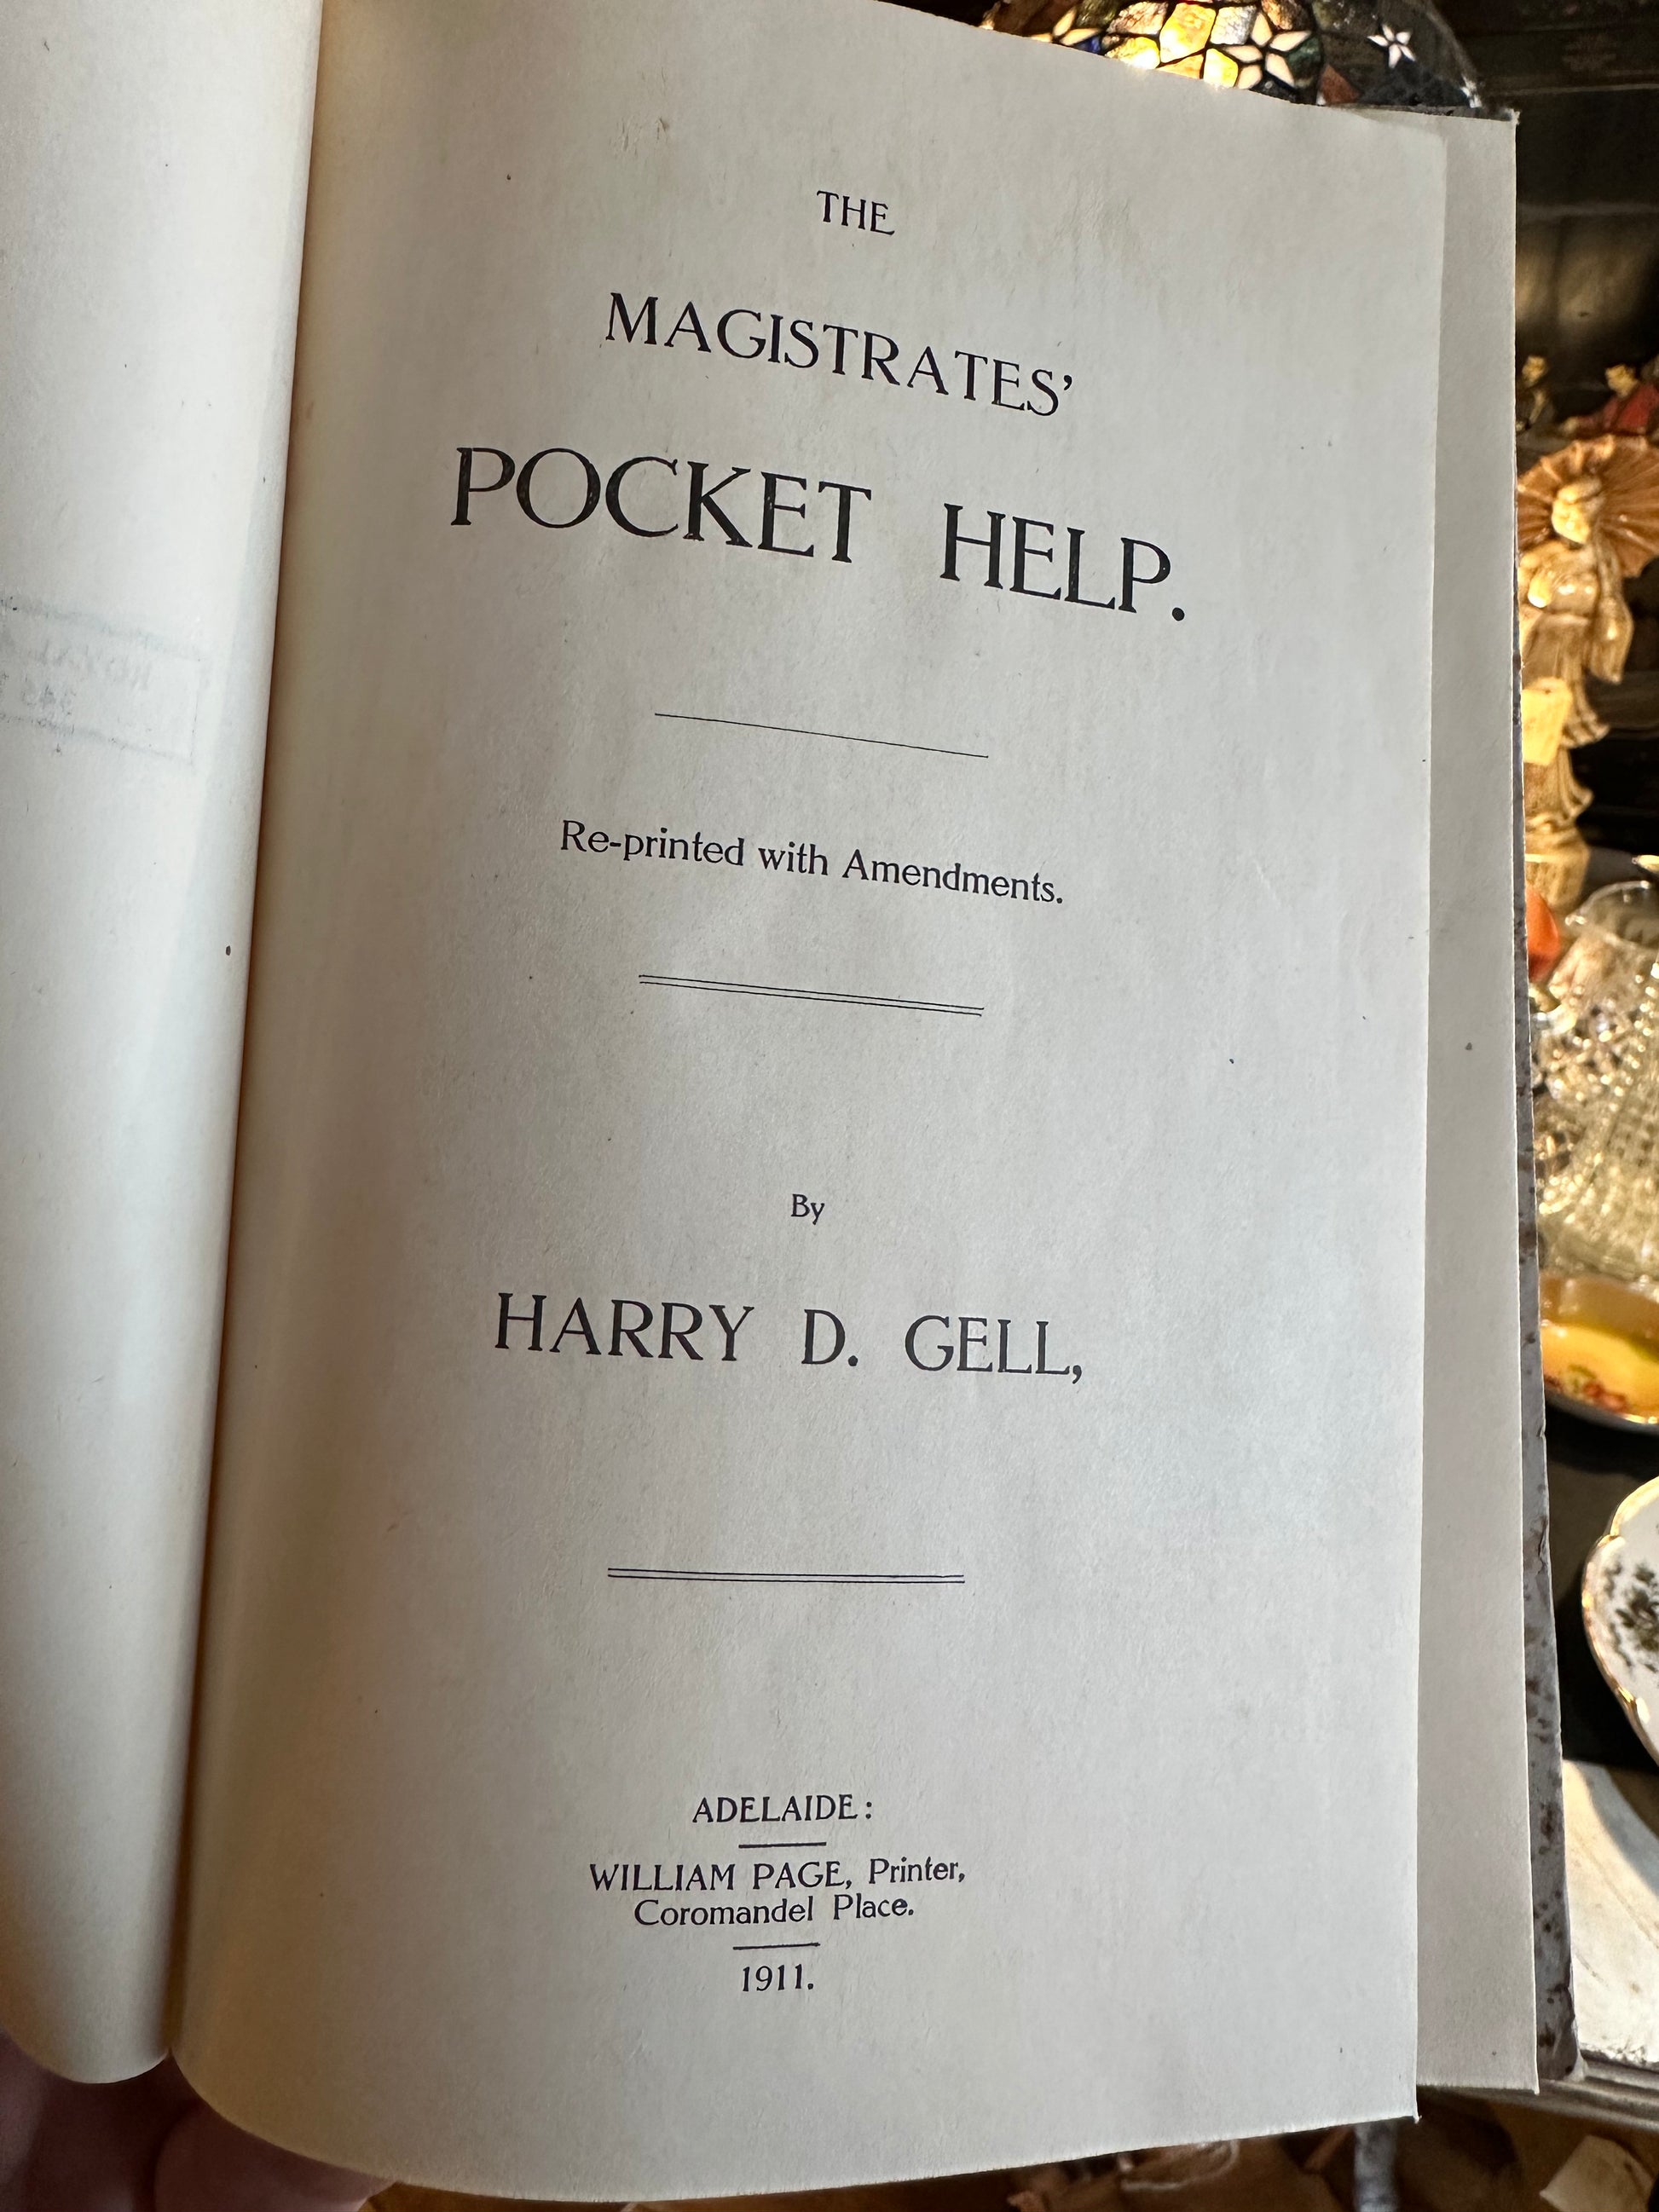 THE
MAGISTRATES'
POCKET HELP.
Re-printed with Amendments.
By
HARRY D. GELL,
ADELAIDE:
WILLIAM PAGE, Printer,
Coromandel Place.
1911.